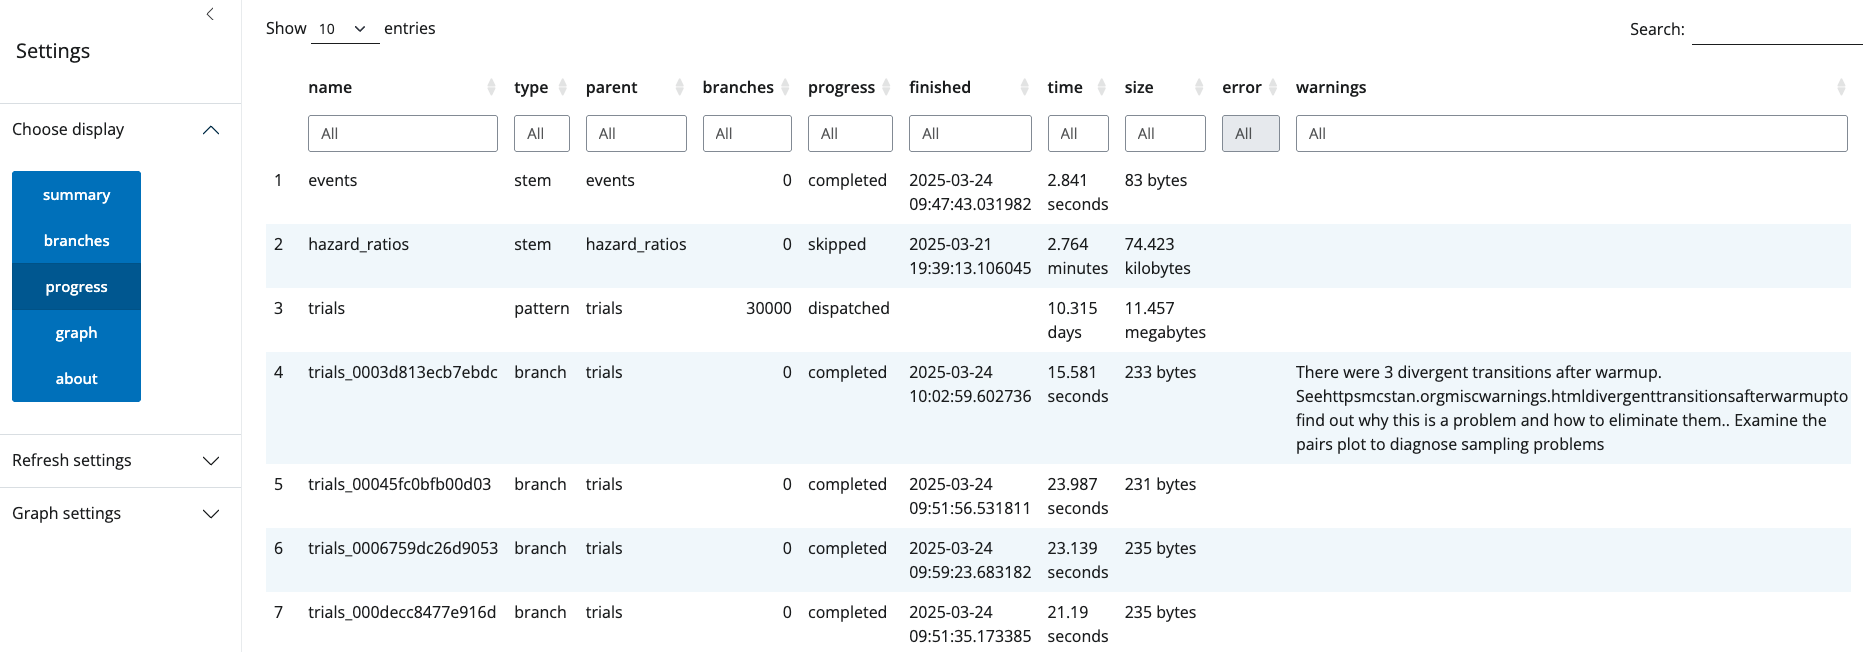 Settings
Choose display
summary
branches
progress
graph
about
Refresh settings
Graph settings
Show 10 entries
Search:
name type parent branches progress finished time size error warnings
All All All All All All All All All All
1 events stem events 0 completed 2025-03-24 2.841 83 bytes
09:47:43.031982 seconds
2 hazard_ratios stem hazard_ratios 0 skipped 2025-03-21 2.764 74.423
19:39:13.106045 minutes kilobytes
3 trials pattern trials 30000 dispatched 10.315 11.457
days megabytes
4 trials_0003d813ecb7ebdc branch trials 0 completed 2025-03-24 15.581 233 bytes There were 3 divergent transitions after warmup.
10:02:59.602736 seconds Seehttpsmcstan.orgmiscwarnings.htmldivergenttransitionsafterwarmupto
find out why this is a problem and how to eliminate them.. Examine the
pairs plot to diagnose sampling problems
5 trials_00045fc0bfb00d03 branch trials 0 completed 2025-03-24 23.987 231 bytes
09:51:56.531811 seconds
6 trials_0006759dc26d9053 branch trials 0 completed 2025-03-24 23.139 235 bytes
09:59:23.683182 seconds
7 trials_000decc8477e916d branch trials 0 completed 2025-03-24 21.19 235 bytes
09:51:35.173385 seconds